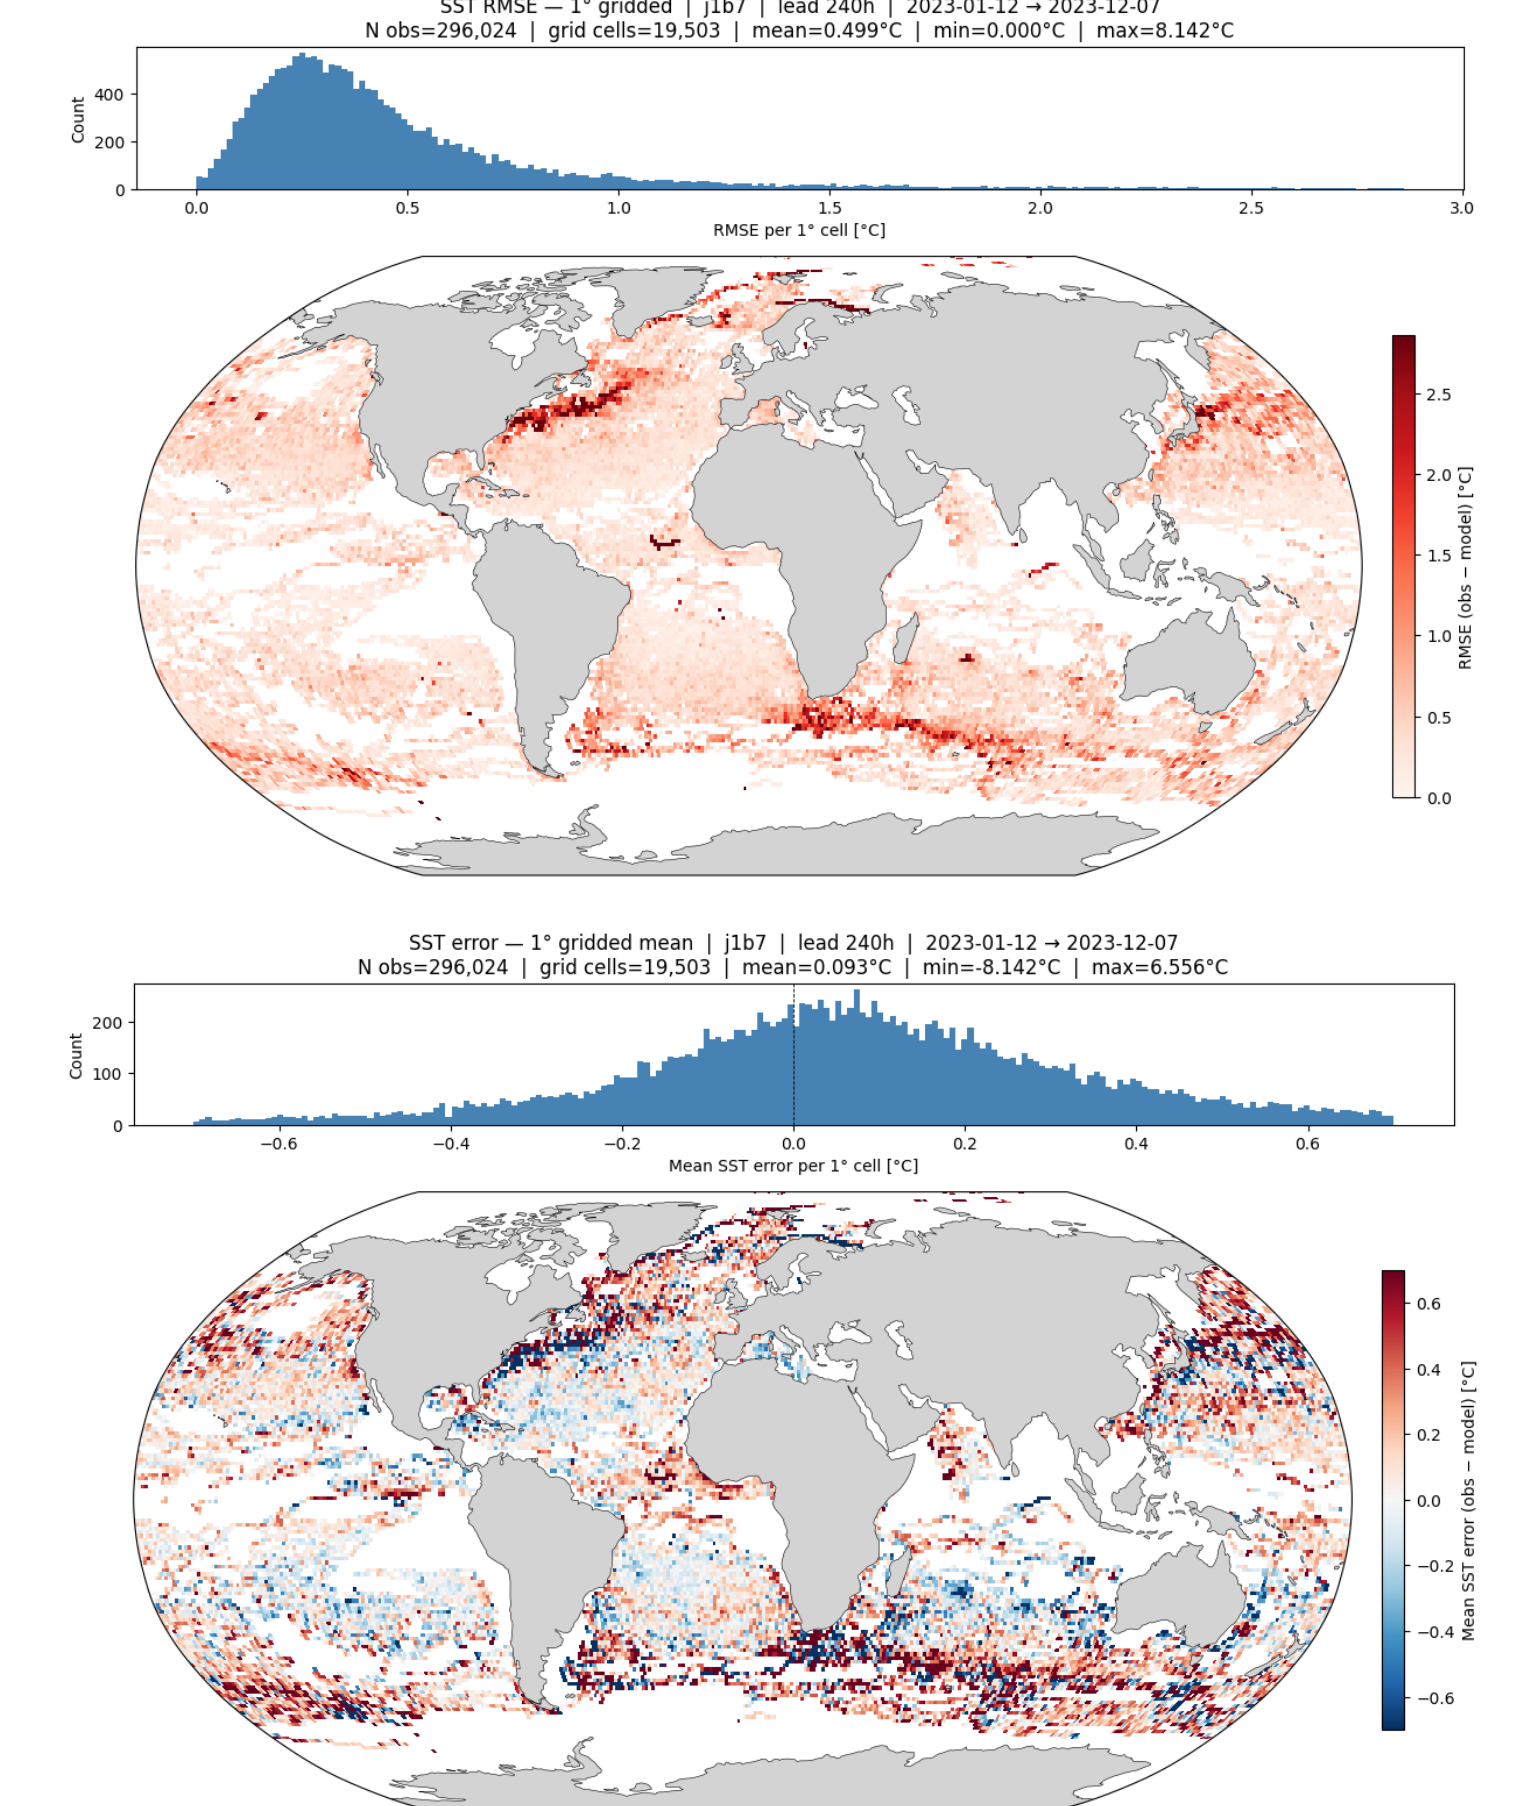 SST RMSE — 1° gridded | j1b7 | lead 240h | 2023-01-12 → 2023-12-07
N obs=296,024 | grid cells=19,503 | mean=0.499°C | min=0.000°C | max=8.142°C
Count
400
200
0
0.0 0.5 1.0 1.5 2.0 2.5 3.0
RMSE per 1° cell [°C]
2.5
2.0
1.5
1.0
0.5
0.0
RMSE (obs − model) [°C]
SST error — 1° gridded mean | j1b7 | lead 240h | 2023-01-12 → 2023-12-07
N obs=296,024 | grid cells=19,503 | mean=0.093°C | min=-8.142°C | max=6.556°C
Count
200
100
0
−0.6 −0.4 −0.2 0.0 0.2 0.4 0.6
Mean SST error per 1° cell [°C]
0.6
0.4
0.2
0.0
−0.2
−0.4
−0.6
Mean SST error (obs − model) [°C]